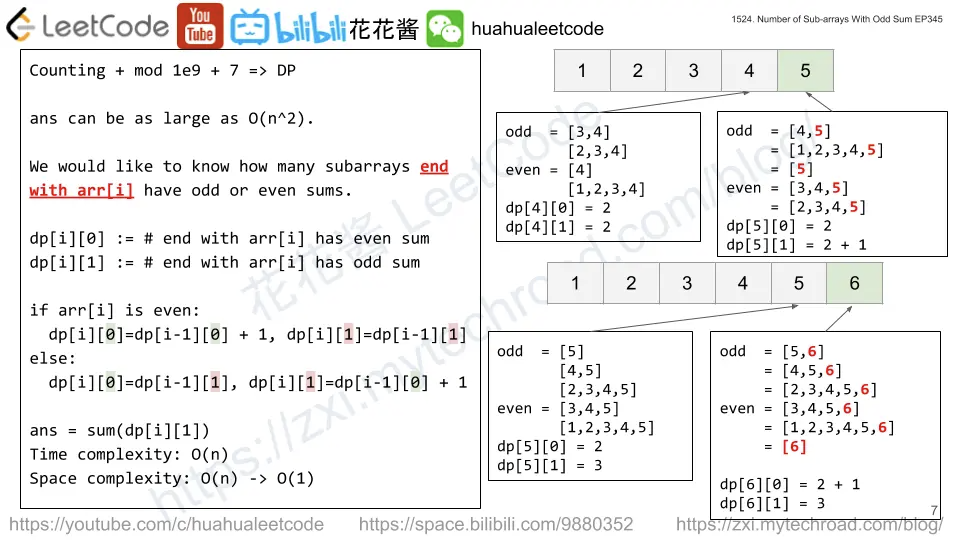 LeetCode You Tube bilibili 花花酱 huahualeetcode
1524. Number of Sub-arrays With Odd Sum EP345
Counting + mod 1e9 + 7 => DP
ans can be as large as O(n^2).
We would like to know how many subarrays end
with arr[i] have odd or even sums.
dp[i][0] := # end with arr[i] has even sum
dp[i][1] := # end with arr[i] has odd sum
if arr[i] is even:
dp[i][0]=dp[i-1][0] + 1, dp[i][1]=dp[i-1][1]
else:
dp[i][0]=dp[i-1][1], dp[i][1]=dp[i-1][0] + 1
ans = sum(dp[i][1])
Time complexity: O(n)
Space complexity: O(n) -> O(1)
1 2 3 4 5
odd = [3,4]
[2,3,4]
even = [4]
[1,2,3,4]
dp[4][0] = 2
dp[4][1] = 2
odd = [4,5]
= [1,2,3,4,5]
= [5]
even = [3,4,5]
= [2,3,4,5]
dp[5][0] = 2
dp[5][1] = 2 + 1
1 2 3 4 5 6
odd = [5]
[4,5]
[2,3,4,5]
even = [3,4,5]
[1,2,3,4,5]
dp[5][0] = 2
dp[5][1] = 3
odd = [5,6]
= [4,5,6]
= [2,3,4,5,6]
even = [3,4,5,6]
= [1,2,3,4,5,6]
= [6]
dp[6][0] = 2 + 1
dp[6][1] = 3
花花酱 LeetCode
https://zxi.mytechroad.com/blog/
7
https://youtube.com/c/huahualeetcode https://space.bilibili.com/9880352 https://zxi.mytechroad.com/blog/